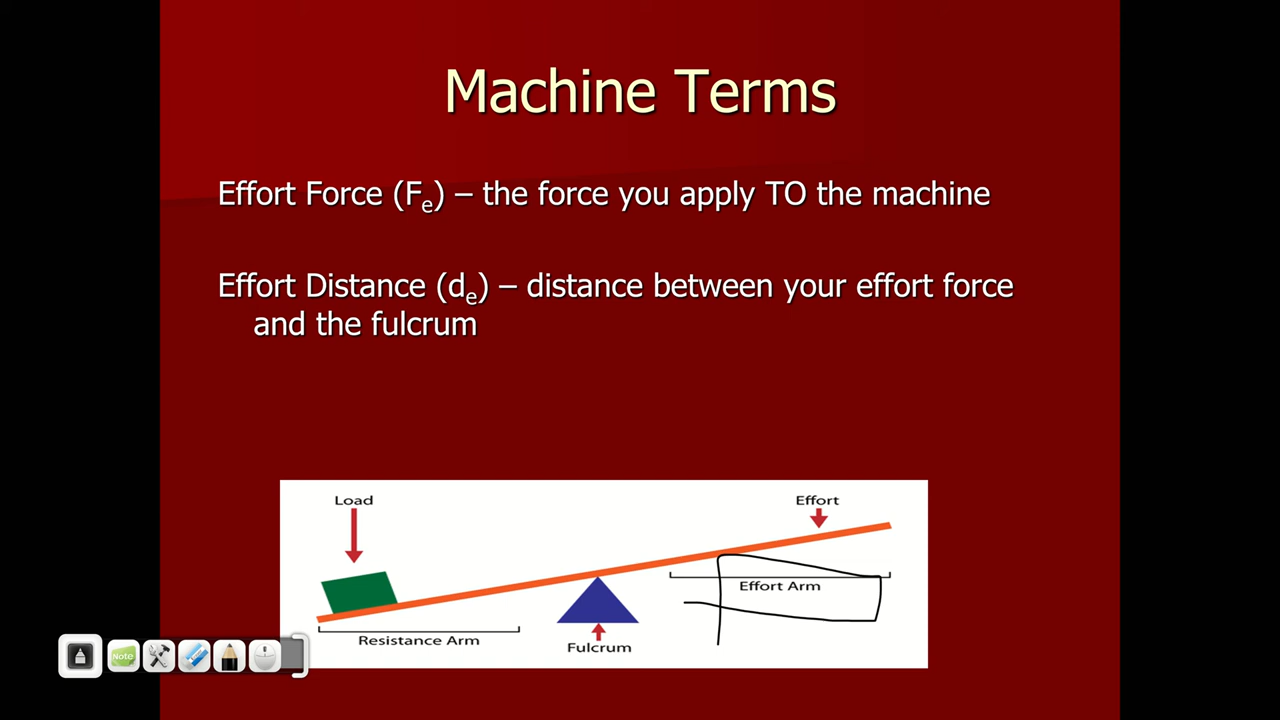 Machine Terms
Effort Force (Fe) – the force you apply TO the machine
Effort Distance (de) – distance between your effort force
and the fulcrum
Load
Effort
Effort Arm
Resistance Arm
Fulcrum
Note